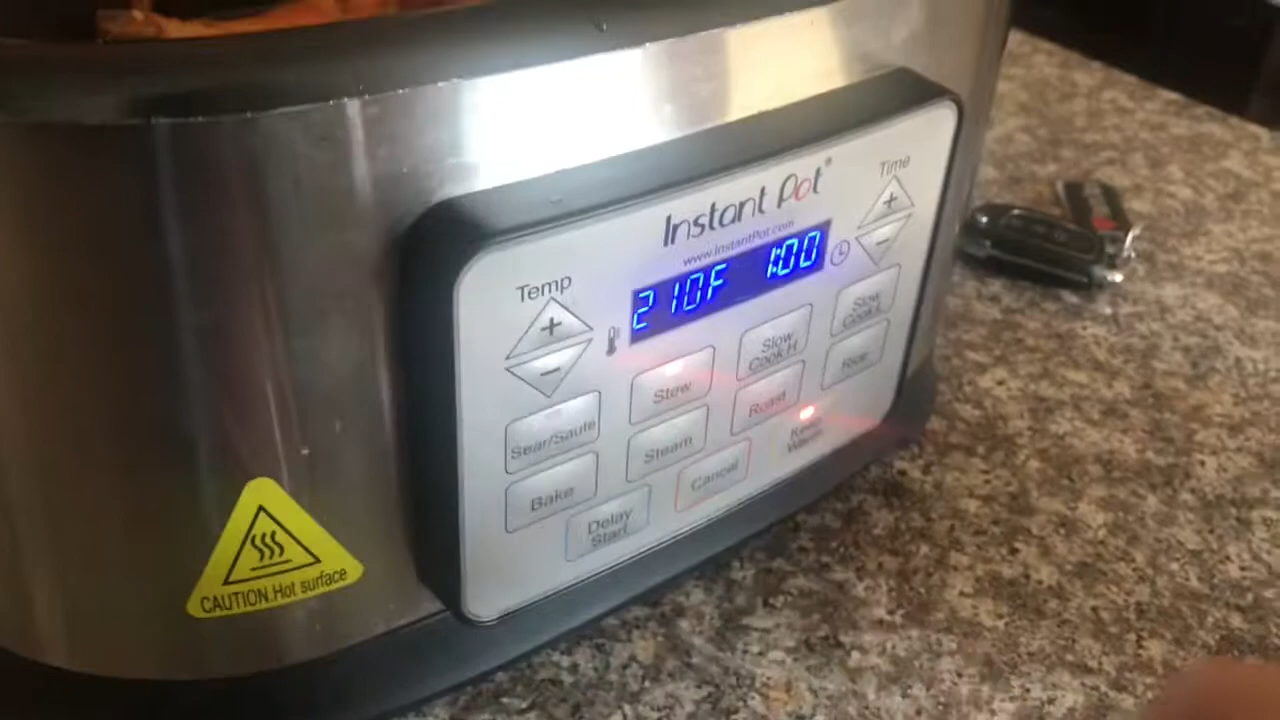 Instant Pot®
www.InstantPot.com
Time
+
-
Temp
+
-
210F 1:00
Slow
Cook L
Slow
Cook H
Stew
Rice
Roast
Sear/Saute
Steam
Keep
Warm
Bake
Cancel
Delay
Start
CAUTION.Hot surface